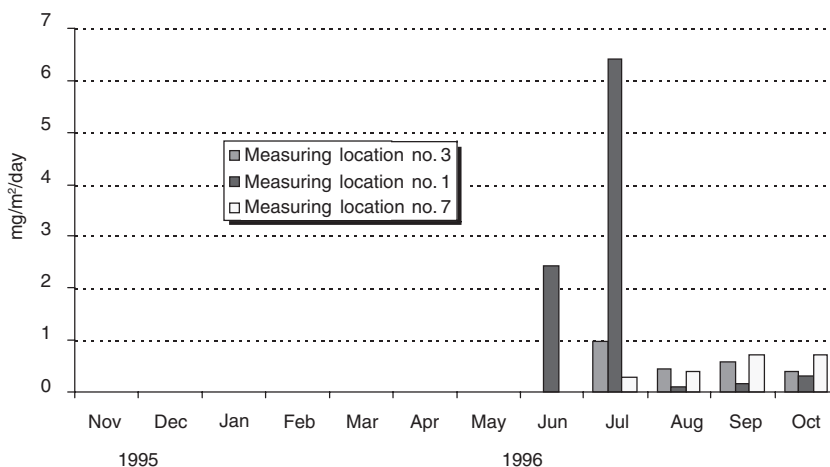 7
6
5
4
3
2
1
0
mg/m²/day
Measuring location no. 3
Measuring location no. 1
Measuring location no. 7
Nov Dec Jan Feb Mar Apr May Jun Jul Aug Sep Oct
1995 1996